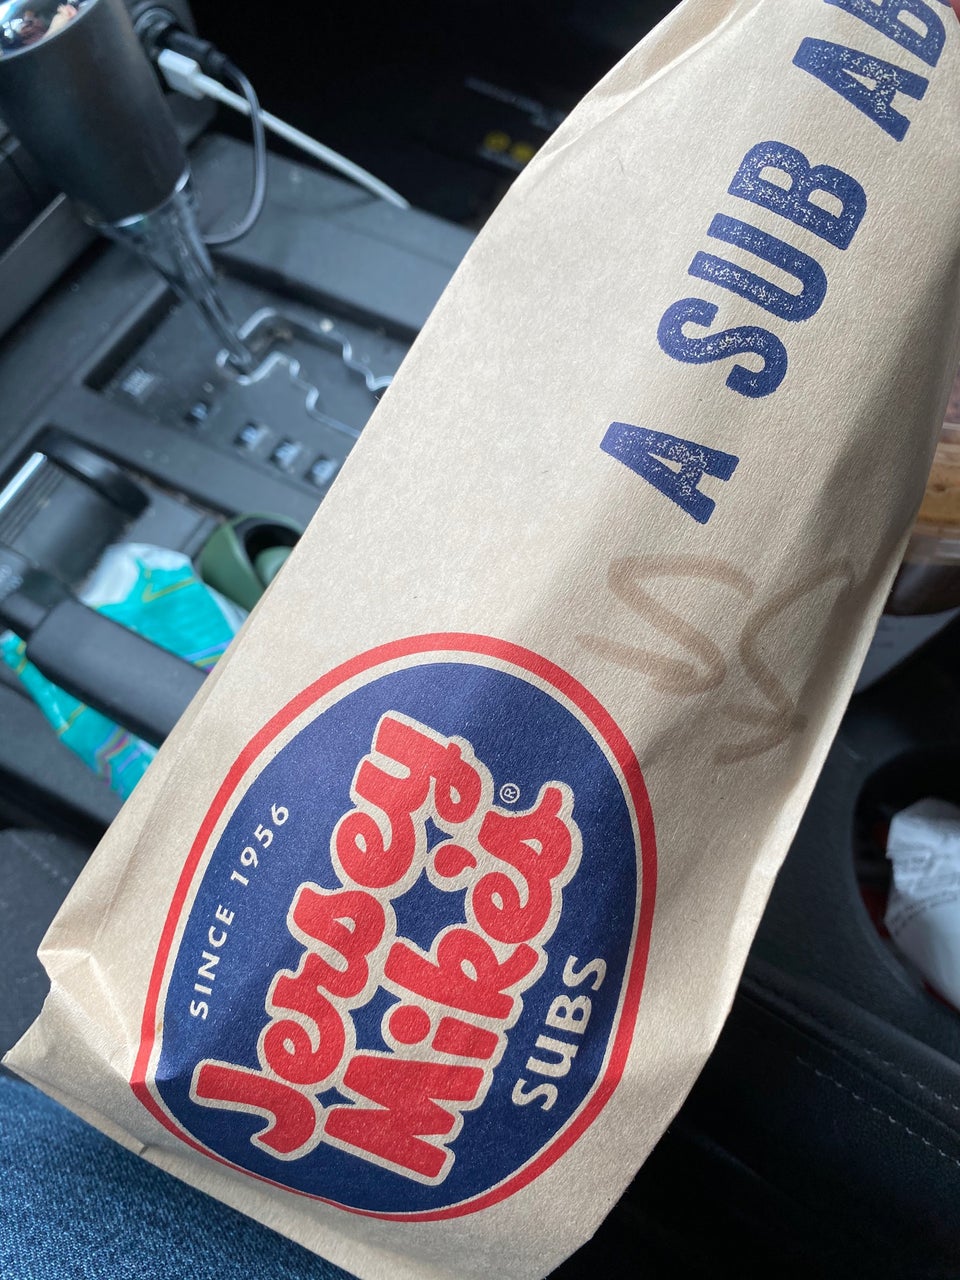 A SUB AB
SINCE 1956
Jersey
Mike's®
SUBS